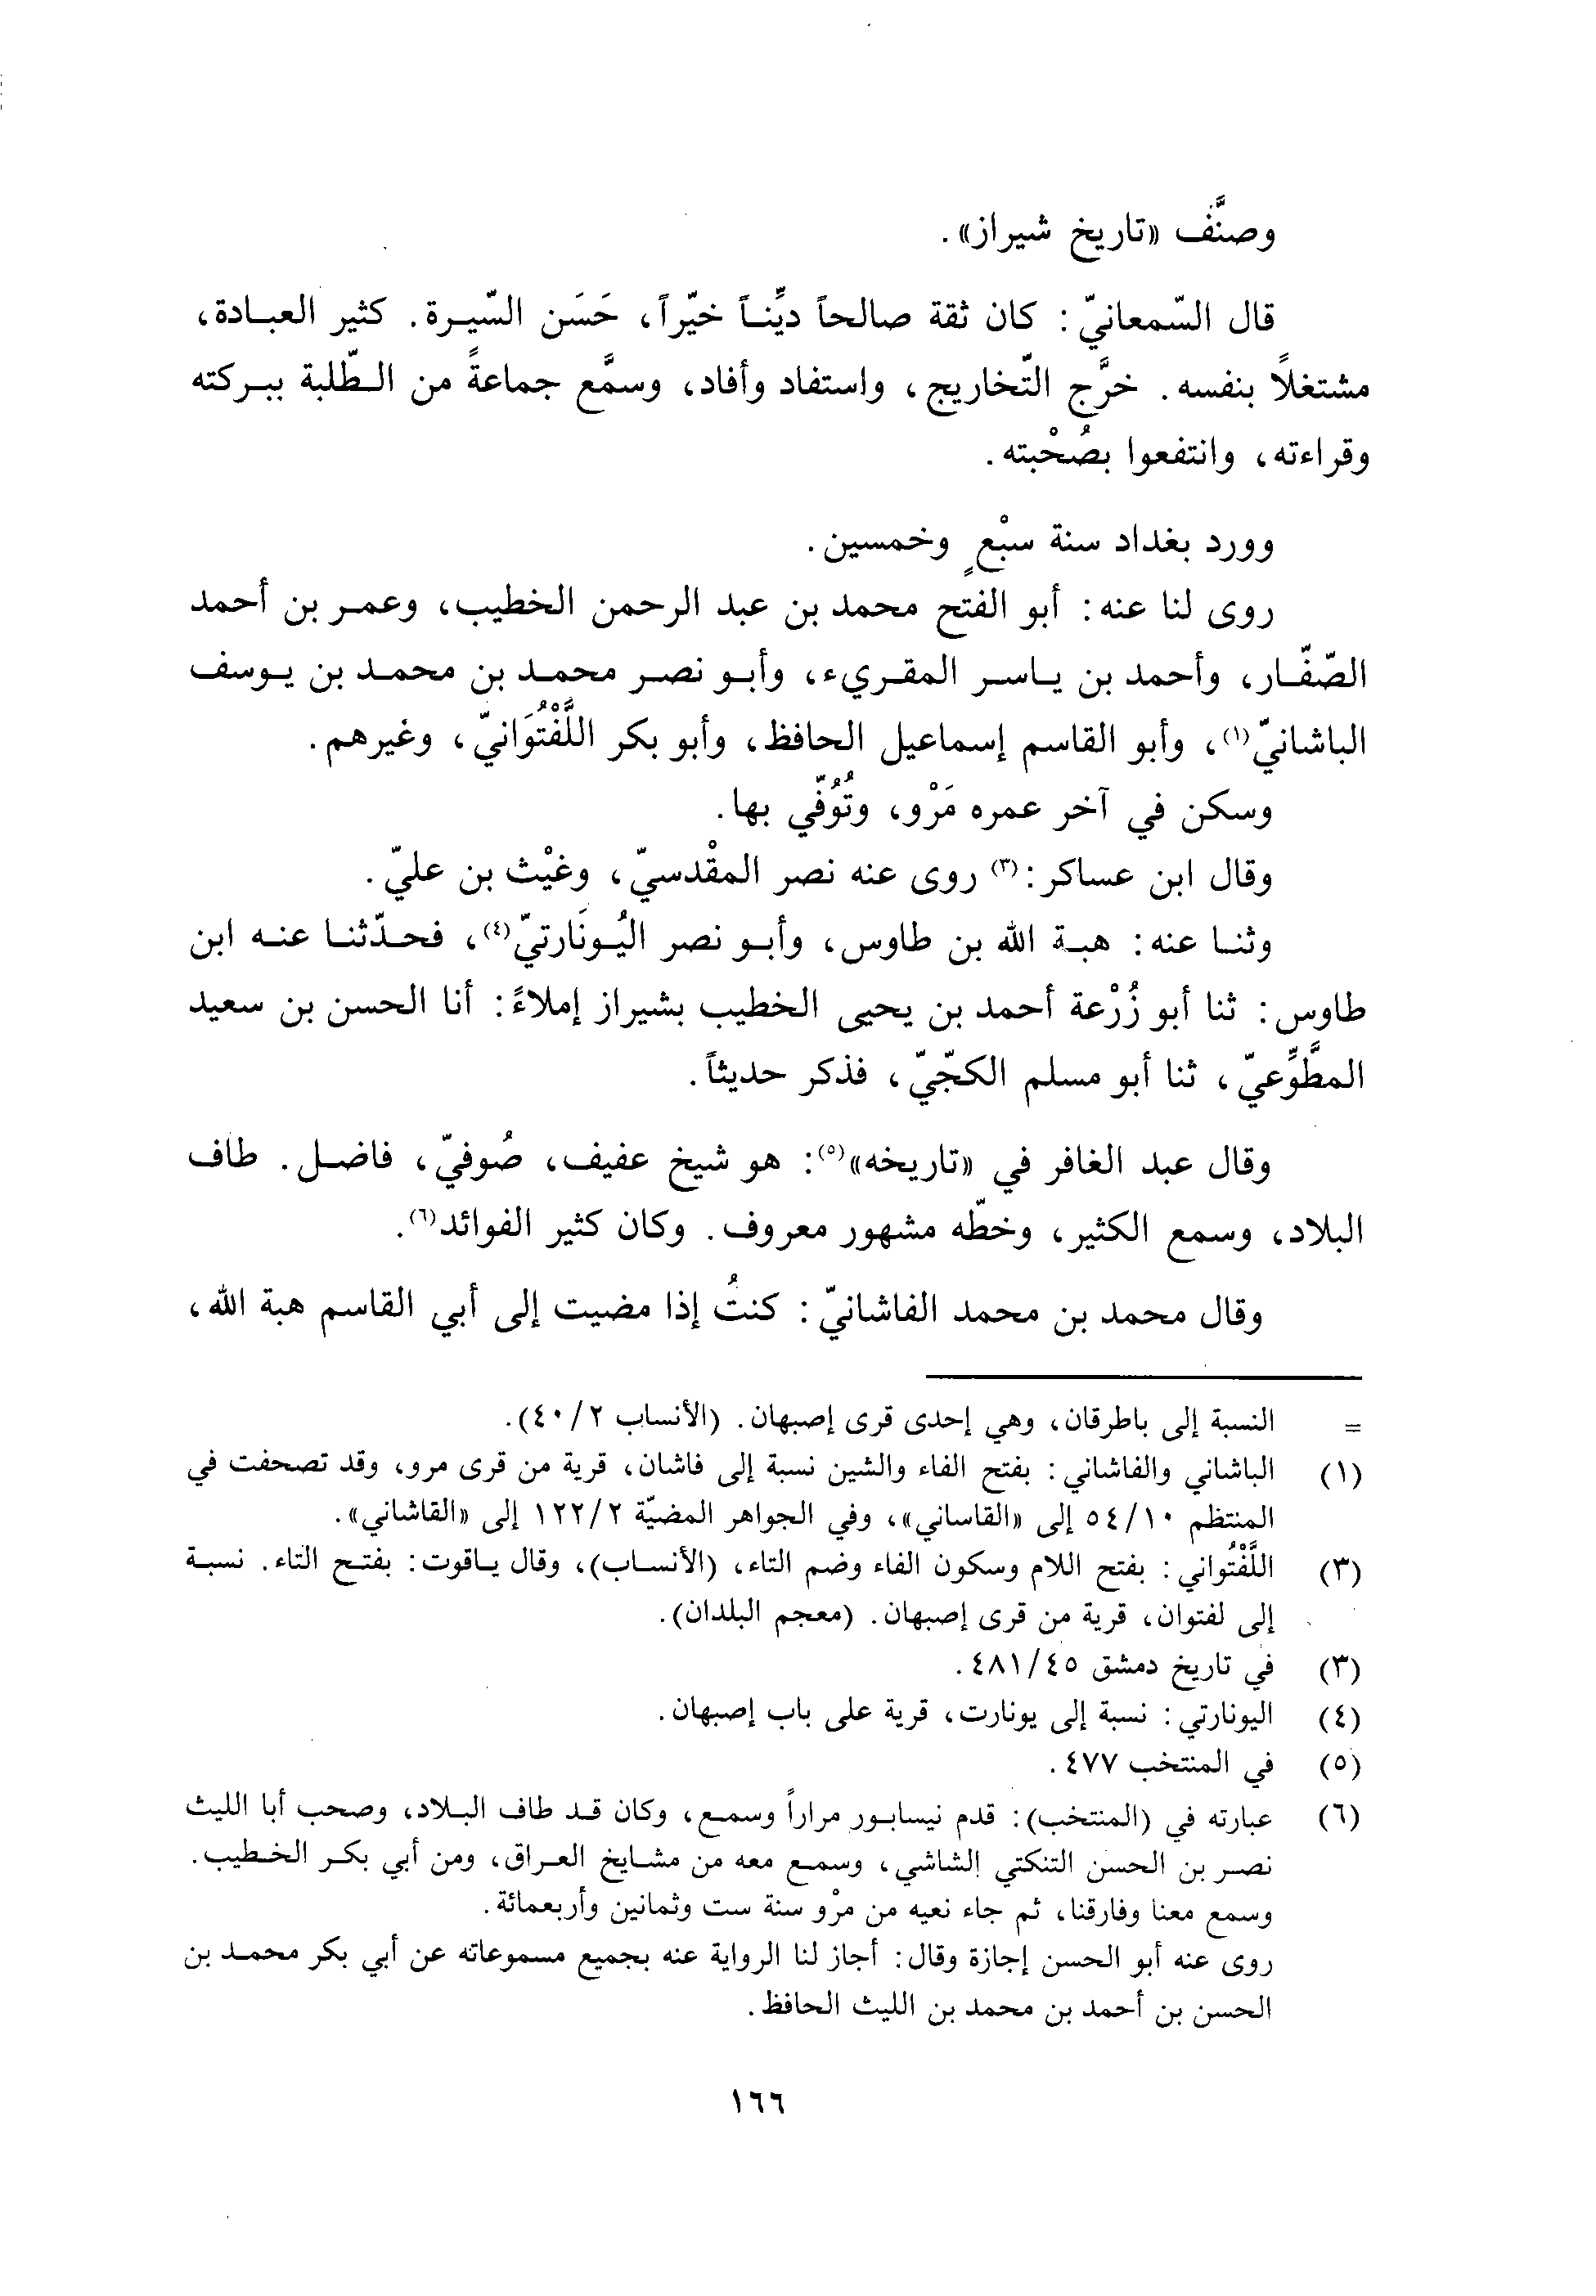 وصنَّف «تاريخ شيراز».
قال السّمعانيّ: كان ثقة صالحاً ديِّناً خيّراً، حَسَن السّيرة. كثير العبادة،
مشتغلاً بنفسه. خرَّج التّخاريج، واستفاد وأفاد، وسمَّع جماعةً من الطّلبة ببركته
وقراءته، وانتفعوا بصُحْبته.
وورد بغداد سنة سبْعٍ وخمسين.
روى لنا عنه: أبو الفتح محمد بن عبد الرحمن الخطيب، وعمر بن أحمد
الصّفّار، وأحمد بن ياسر المقريء، وأبو نصر محمد بن محمد بن يوسف
الباشانيّ(١)، وأبو القاسم إسماعيل الحافظ، وأبو بكر اللَّفْتُوَانيّ، وغيرهم.
وسكن في آخر عمره مَرْو، وتُوُفّي بها.
وقال ابن عساكر:(٣) روى عنه نصر المقْدسيّ، وغيْث بن عليّ.
وثنا عنه: هبة الله بن طاوس، وأبو نصر اليُونَارتيّ(٤)، فحدّثنا عنه ابن
طاوس: ثنا أبو زُرْعة أحمد بن يحيى الخطيب بشيراز إملاءً: أنا الحسن بن سعيد
المطَّوِّعيّ، ثنا أبو مسلم الكجّيّ، فذكر حديثاً.
وقال عبد الغافر في «تاريخه»(٥): هو شيخ عفيف، صُوفيّ، فاضل. طاف
البلاد، وسمع الكثير، وخطّه مشهور معروف. وكان كثير الفوائد(٦).
وقال محمد بن محمد الفاشانيّ: كنتُ إذا مضيت إلى أبي القاسم هبة الله،
= النسبة إلى باطرقان، وهي إحدى قرى إصبهان. (الأنساب ٤٠/٢).
(١) الباشاني والفاشاني: بفتح الفاء والشين نسبة إلى فاشان، قرية من قرى مرو، وقد تصحفت في
المنتظم ٥٤/١٠ إلى «القاساني»، وفي الجواهر المضيّة ١٢٢/٢ إلى «القاشاني».
(٣) اللَّفْتُواني: بفتح اللام وسكون الفاء وضم التاء، (الأنساب)، وقال ياقوت: بفتح التاء. نسبة
إلى لفتوان، قرية من قرى إصبهان. (معجم البلدان).
(٣) في تاريخ دمشق ٤٨١/٤٥.
(٤) اليونارتي: نسبة إلى يونارت، قرية على باب إصبهان.
(٥) في المنتخب ٤٧٧.
(٦) عبارته في (المنتخب): قدم نيسابور مراراً وسمع، وكان قد طاف البلاد، وصحب أبا الليث
نصر بن الحسن التنكتي الشاشي، وسمع معه من مشايخ العراق، ومن أبي بكر الخطيب.
وسمع معنا وفارقنا، ثم جاء نعيه من مرْو سنة ست وثمانين وأربعمائة.
روى عنه أبو الحسن إجازة وقال: أجاز لنا الرواية عنه بجميع مسموعاته عن أبي بكر محمد بن
الحسن بن أحمد بن محمد بن الليث الحافظ.
١٦٦